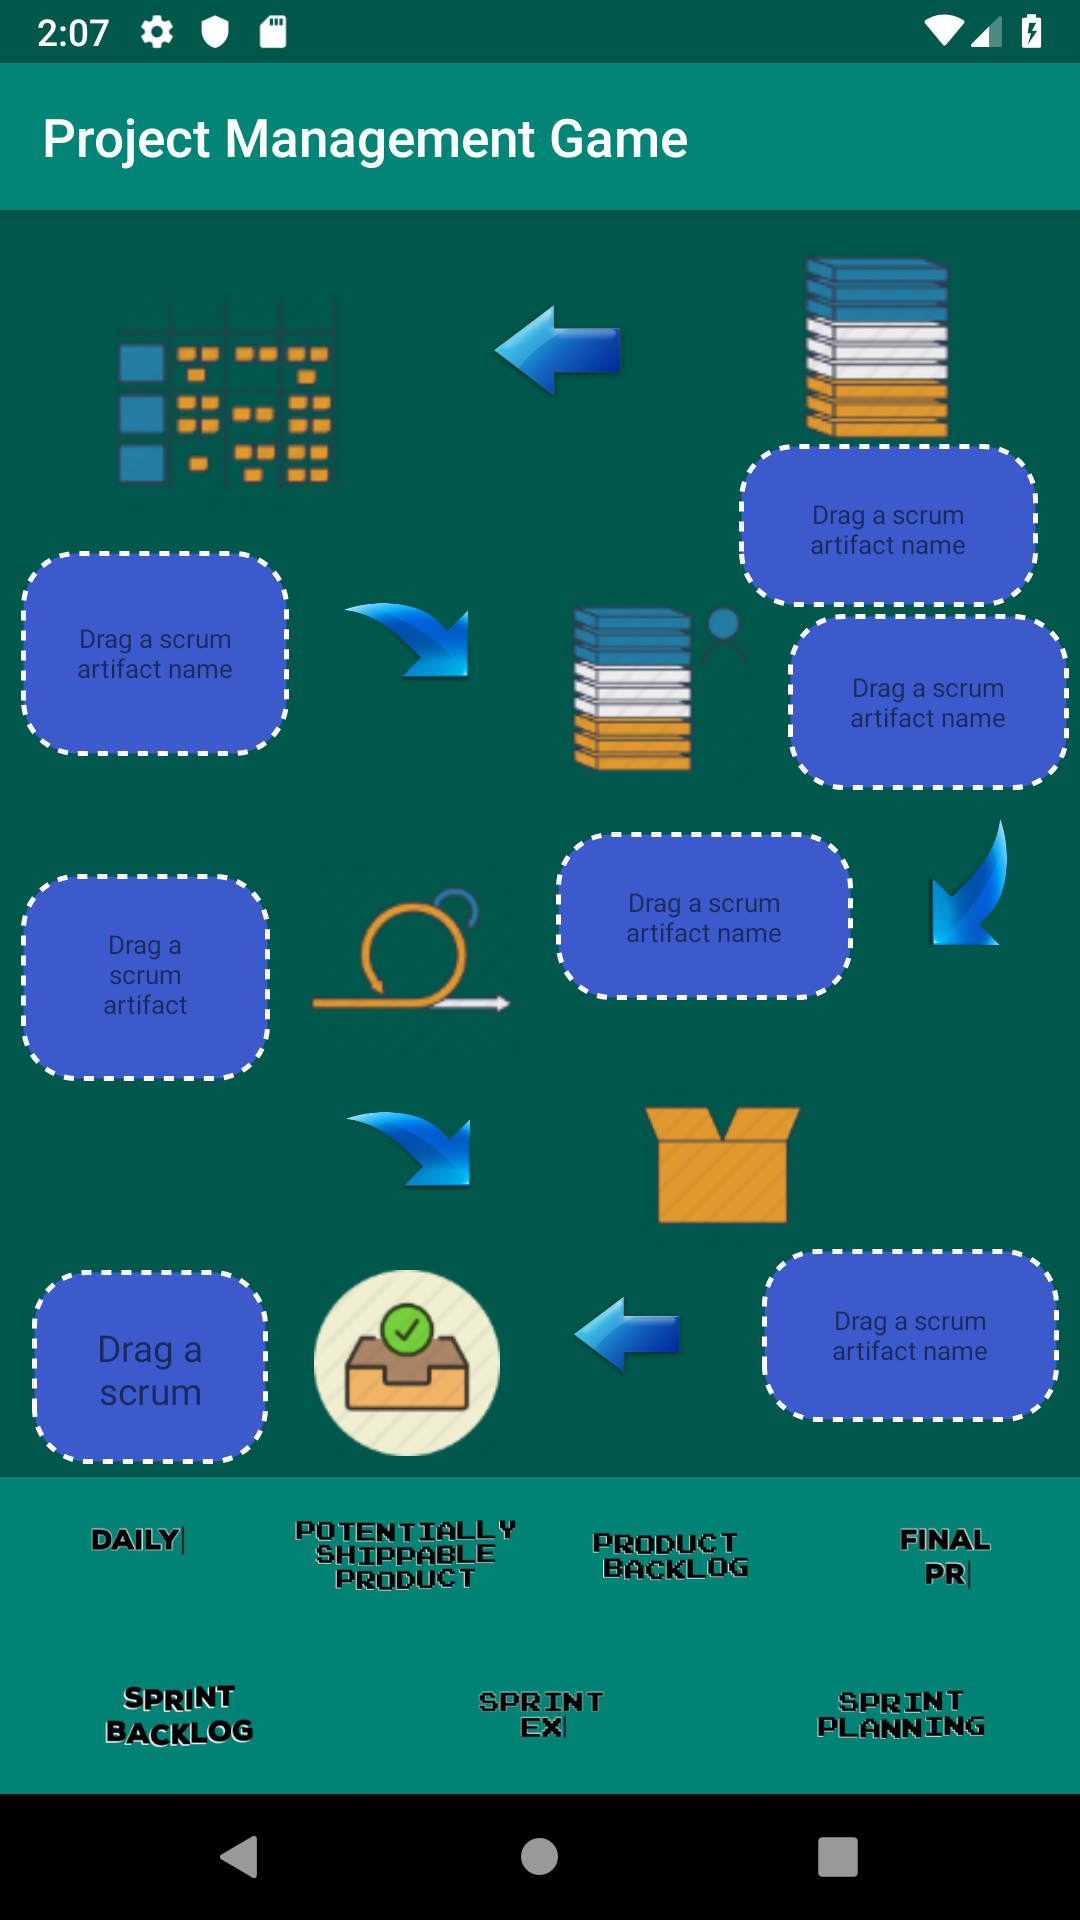 2:07
Project Management Game
Drag a scrum
artifact name
Drag a scrum
artifact name
Drag a scrum
artifact name
Drag a scrum
artifact name
Drag a
scrum
artifact
Drag a scrum
artifact name
Drag a
scrum
DAILY
POTENTIALLY
SHIPPABLE
PRODUCT
PRODUCT
BACKLOG
FINAL
PR
SPRINT
BACKLOG
SPRINT
EX
SPRINT
PLANNING